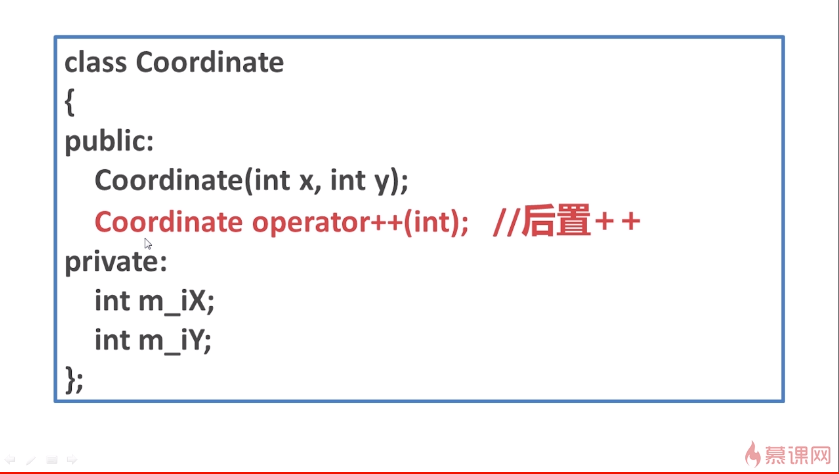 class Coordinate
{
public:
Coordinate(int x, int y);
Coordinate operator++(int); //后置++
private:
int m_iX;
int m_iY;
};
慕课网